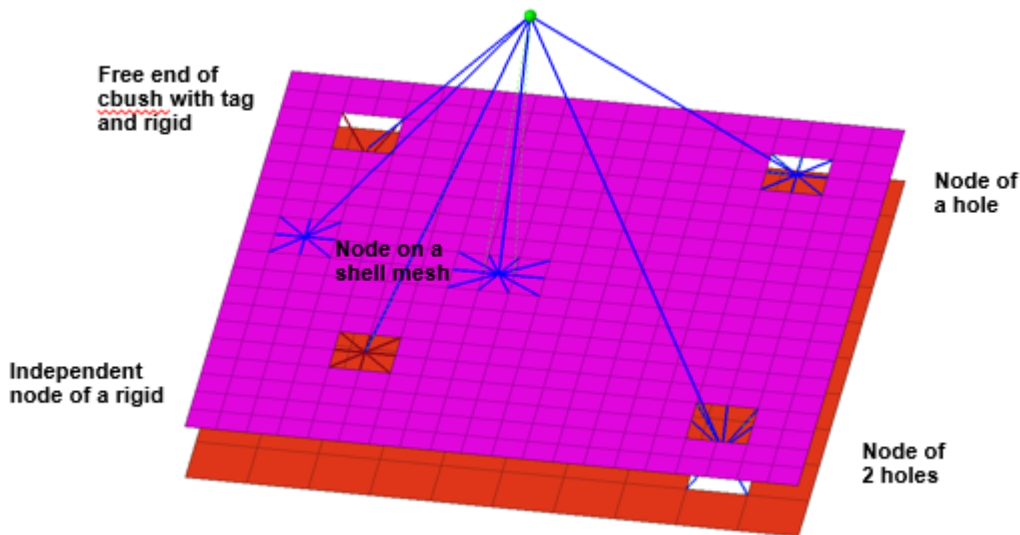 Free end of
cbush with tag
and rigid
Node of
a hole
Node on a
shell mesh
Independent
node of a rigid
Node of
2 holes